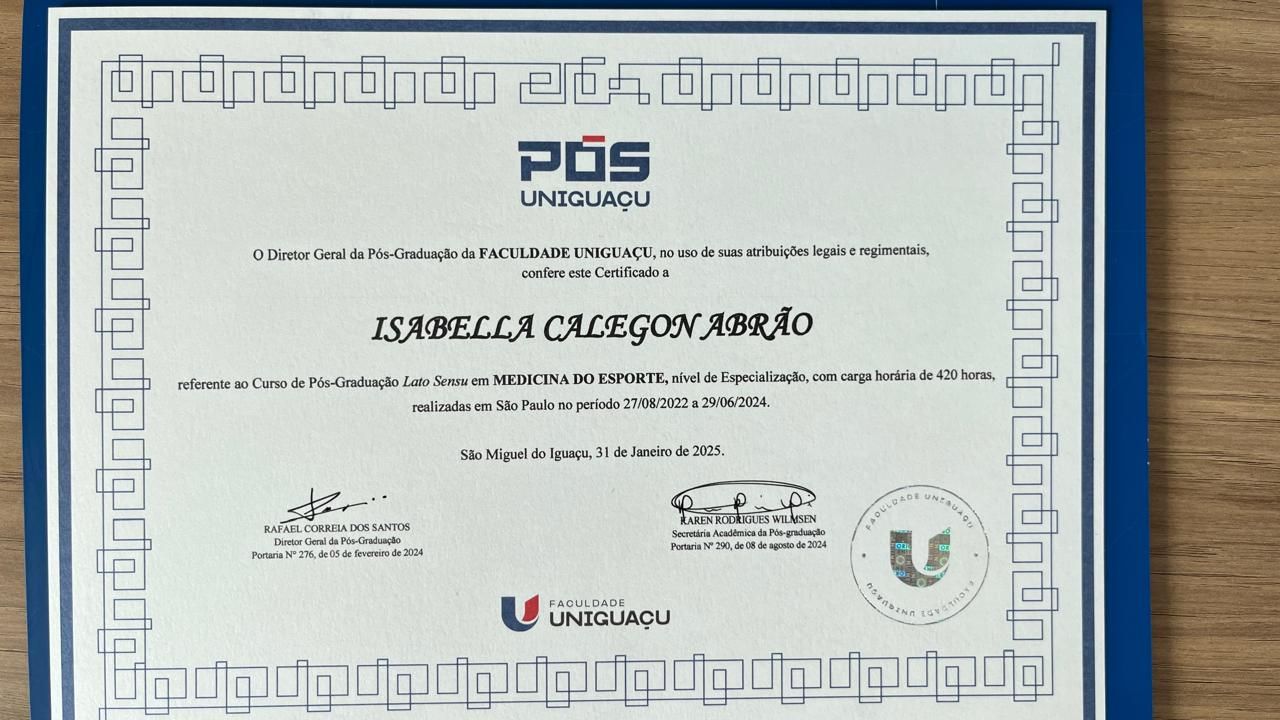 PÓS
UNIGUAÇU
O Diretor Geral da Pós-Graduação da FACULDADE UNIGUAÇU, no uso de suas atribuições legais e regimentais,
confere este Certificado a
ISABELLA CALEGON ABRÃO
referente ao Curso de Pós-Graduação Lato Sensu em MEDICINA DO ESPORTE, nível de Especialização, com carga horária de 420 horas,
realizadas em São Paulo no período 27/08/2022 a 29/06/2024.
São Miguel do Iguaçu, 31 de Janeiro de 2025.
RAFAEL CORREIA DOS SANTOS
Diretor Geral da Pós-Graduação
Portaria Nº 276, de 05 de fevereiro de 2024
KAREN RODRIGUES WILMSEN
Secretária Acadêmica da Pós-graduação
Portaria Nº 290, de 08 de agosto de 2024
FACULDADE UNIGUAÇU
FACULDADE UNIGUAÇU
FACULDADE
UNIGUAÇU